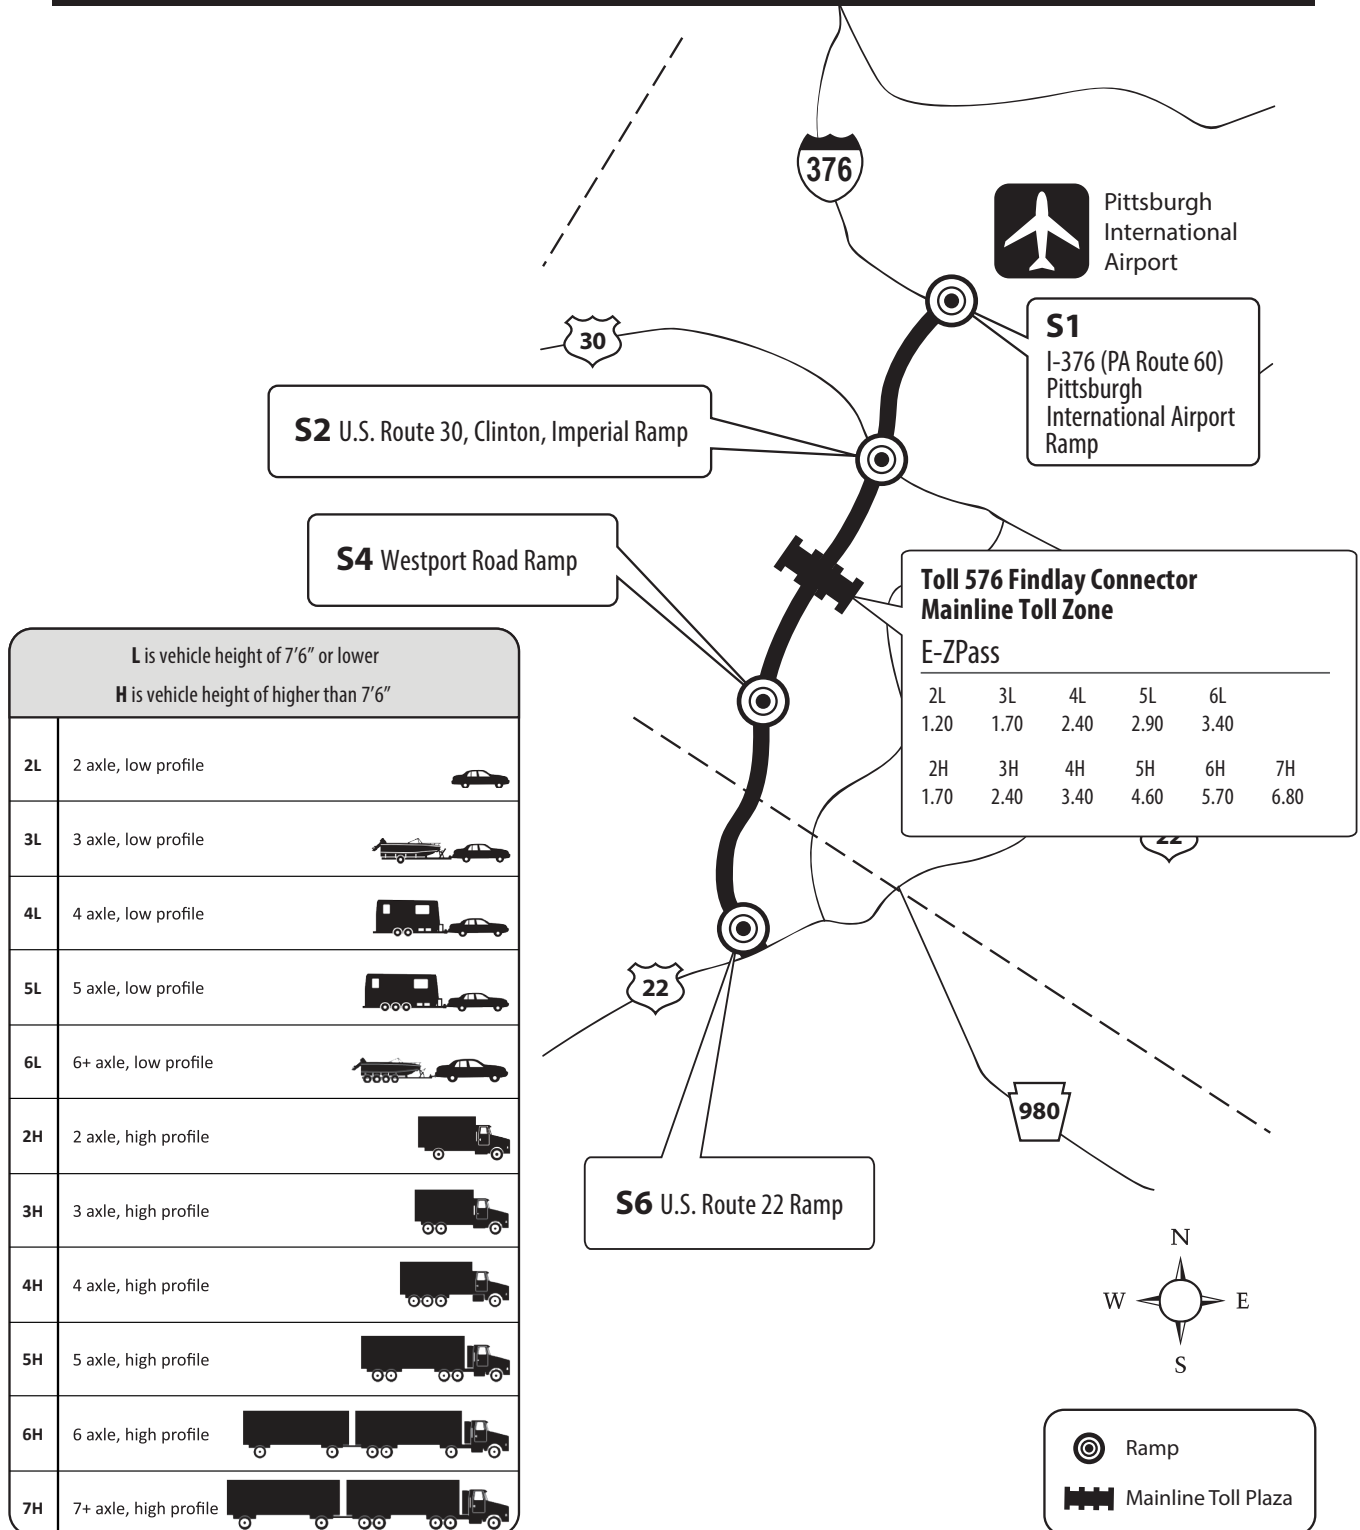 376
Pittsburgh
International
Airport
S1
I-376 (PA Route 60)
Pittsburgh
International Airport
Ramp
30
S2 U.S. Route 30, Clinton, Imperial Ramp
S4 Westport Road Ramp
Toll 576 Findlay Connector
Mainline Toll Zone
E-ZPass
2L 3L 4L 5L 6L
1.20 1.70 2.40 2.90 3.40
2H 3H 4H 5H 6H 7H
1.70 2.40 3.40 4.60 5.70 6.80
22
L is vehicle height of 7’6” or lower
H is vehicle height of higher than 7’6”
2L 2 axle, low profile
3L 3 axle, low profile
4L 4 axle, low profile
5L 5 axle, low profile
6L 6+ axle, low profile
2H 2 axle, high profile
3H 3 axle, high profile
4H 4 axle, high profile
5H 5 axle, high profile
6H 6 axle, high profile
7H 7+ axle, high profile
22
980
S6 U.S. Route 22 Ramp
N
W E
S
Ramp
Mainline Toll Plaza